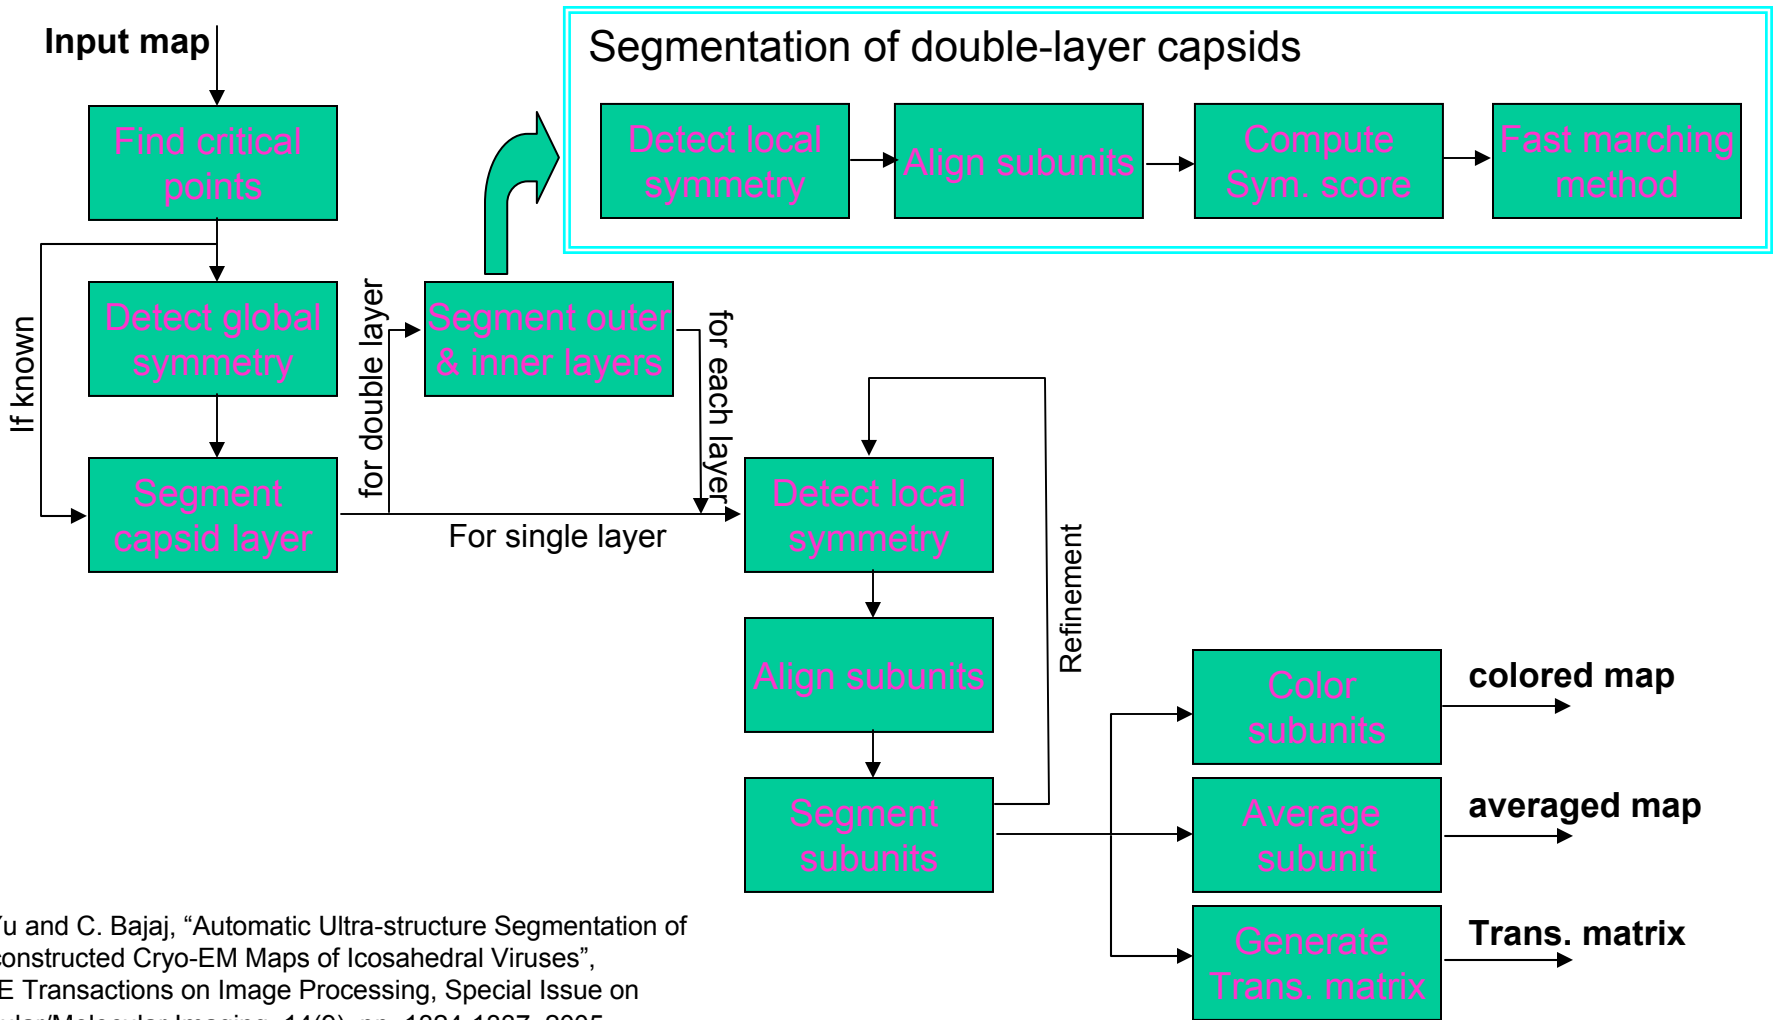 Input map
Segmentation of double-layer capsids
Find critical
points
Detect local
symmetry
Align subunits
Compute
Sym. score
Fast marching
method
If known
Detect global
symmetry
for double layer
Segment outer
& inner layers
for each layer
Segment
capsid layer
For single layer
Detect local
symmetry
Refinement
Align subunits
Segment
subunits
Color
subunits
colored map
Average
subunit
averaged map
Generate
Trans. matrix
Trans. matrix
and C. Bajaj, “Automatic Ultra-structure Segmentation of
constructed Cryo-EM Maps of Icosahedral Viruses”,
E Transactions on Image Processing, Special Issue on